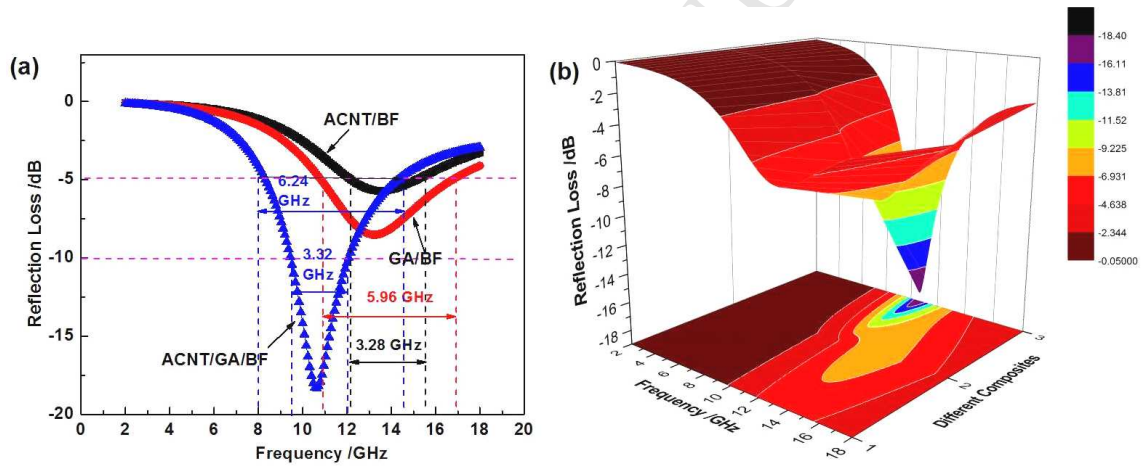 (a)
0
-5
-10
-15
-20
Reflection Loss /dB
0 2 4 6 8 10 12 14 16 18 20
Frequency /GHz
ACNT/BF
6.24
GHz
3.32
GHz
GA/BF
5.96 GHz
3.28 GHz
ACNT/GA/BF
(b)
0
-2
-4
-6
-8
-10
-12
-14
-16
-18
Reflection Loss /dB
2 4 6 8 10 12 14 16 18
Frequency /GHz
1 2 3
Different Composites
-18.40
-16.11
-13.81
-11.52
-9.225
-6.931
-4.638
-2.344
-0.05000